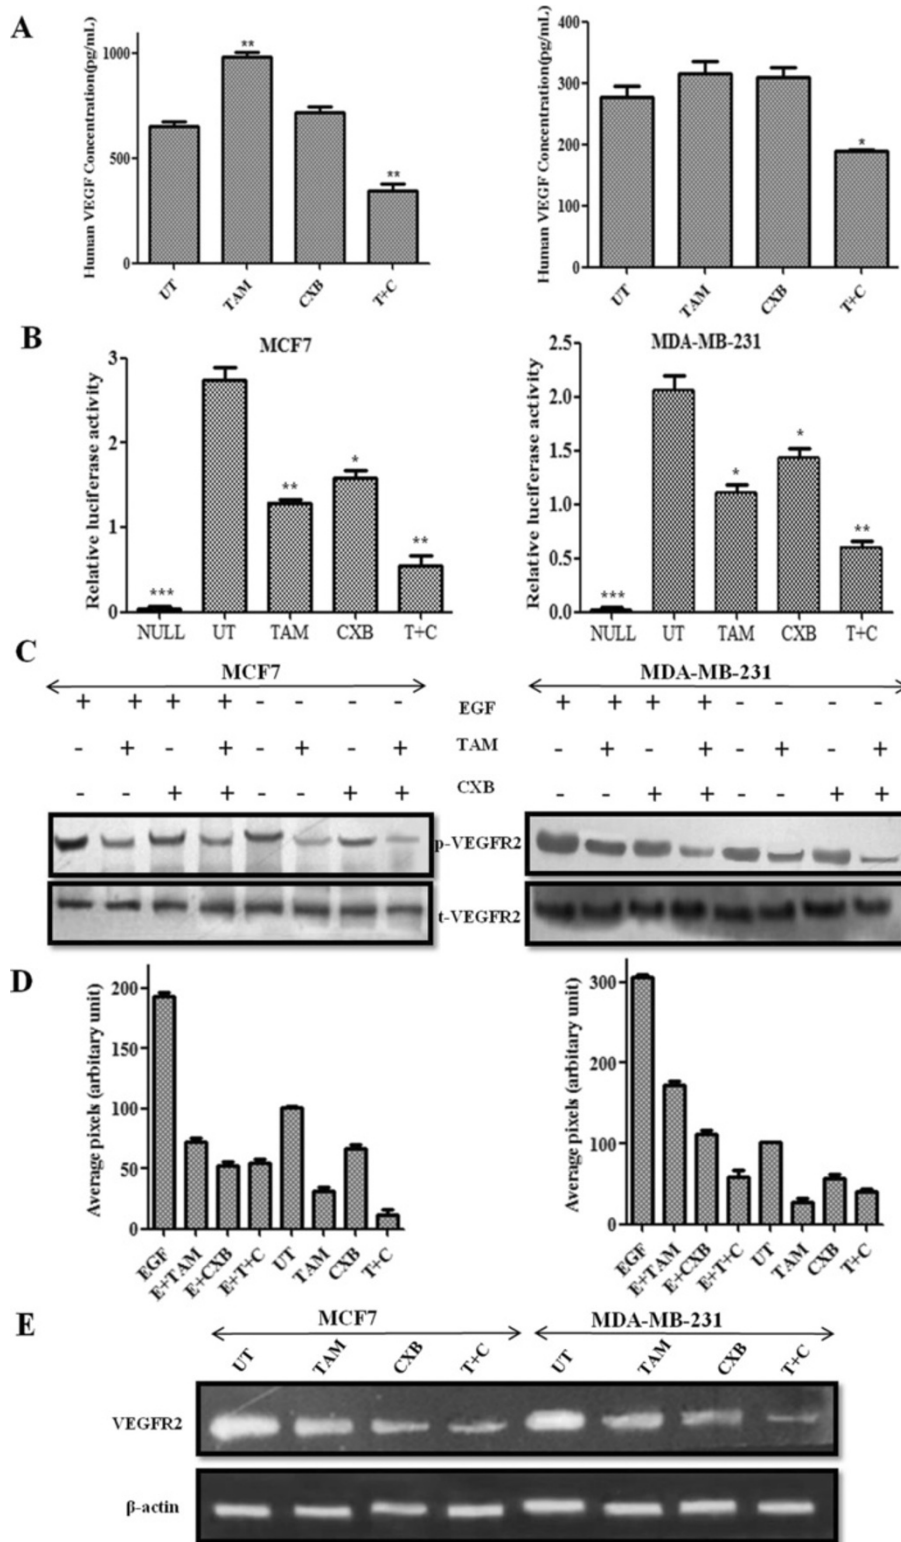 A
Human VEGF Concentration(pg/mL)
1000
500
0
**
**
UT
TAM
CXB
T+C
Human VEGF Concentration(pg/mL)
400
300
200
100
0
*
UT
TAM
CXB
T+C
B
MCF7
Relative luciferase activity
3
2
1
0
***
**
*
**
NULL
UT
TAM
CXB
T+C
MDA-MB-231
Relative luciferase activity
2.5
2.0
1.5
1.0
0.5
0.0
***
*
*
**
NULL
UT
TAM
CXB
T+C
C
MCF7
MDA-MB-231
+ + + + - - - - EGF + + + + - - - -
- + - + - + - + TAM - + - + - + - +
- - + + - - + + CXB - - + + - - + +
p-VEGFR2
t-VEGFR2
D
Average pixels (arbitary unit)
200
150
100
50
0
EGF
E+TAM
E+CXB
E+T+C
UT
TAM
CXB
T+C
Average pixels (arbitary unit)
300
200
100
0
EGF
E+TAM
E+CXB
E+T+C
UT
TAM
CXB
T+C
E
MCF7
MDA-MB-231
UT TAM CXB T+C UT TAM CXB T+C
VEGFR2
β-actin